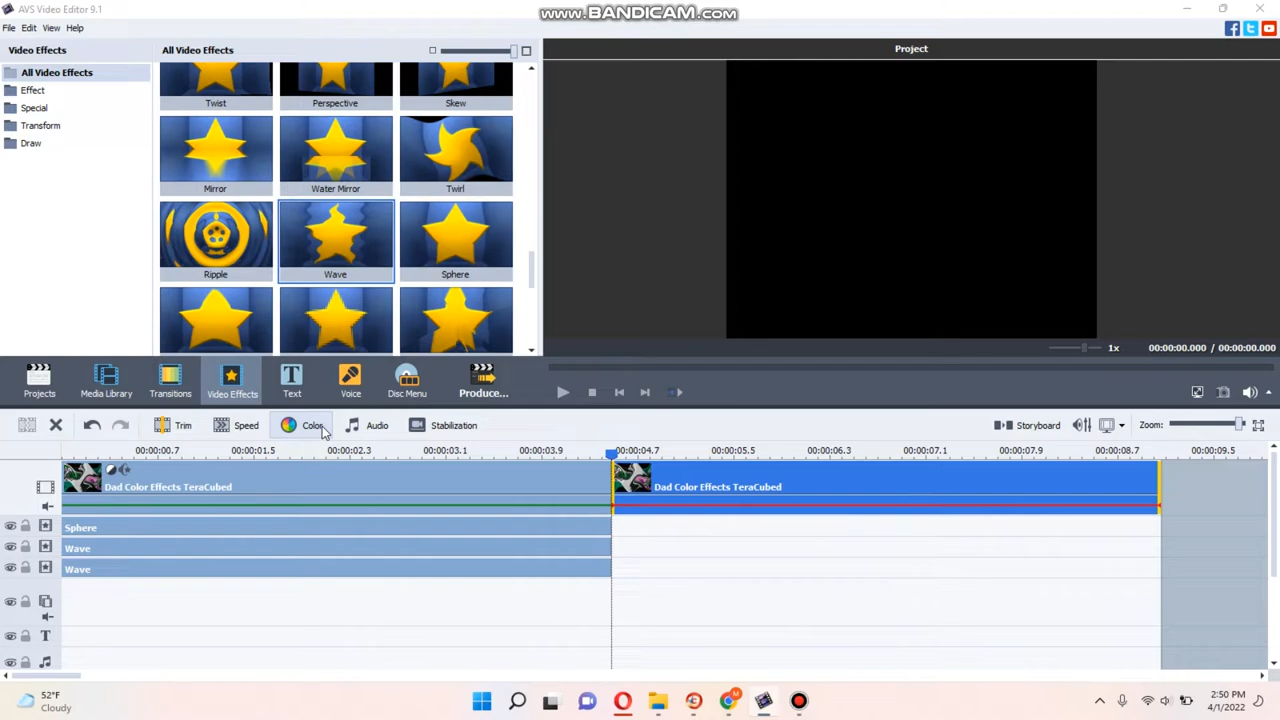 AVS Video Editor 9.1
www.BANDICAM.com
File Edit View Help
Video Effects
All Video Effects
Project
All Video Effects
Effect
Special
Transform
Draw
Twist Perspective Skew
Mirror Water Mirror Twirl
Ripple Wave Sphere
1x 00:00:00.000 / 00:00:00.000
Projects Media Library Transitions Video Effects Text Voice Disc Menu Produce...
Trim Speed Color Audio Stabilization Storyboard Zoom:
00:00:00.7 00:00:01.5 00:00:02.3 00:00:03.1 00:00:03.9 00:00:04.7 00:00:05.5 00:00:06.3 00:00:07.1 00:00:07.9 00:00:08.7 00:00:09.5
Dad Color Effects TeraCubed Dad Color Effects TeraCubed
Sphere
Wave
Wave
T
52°F
Cloudy
M
2:50 PM
4/1/2022